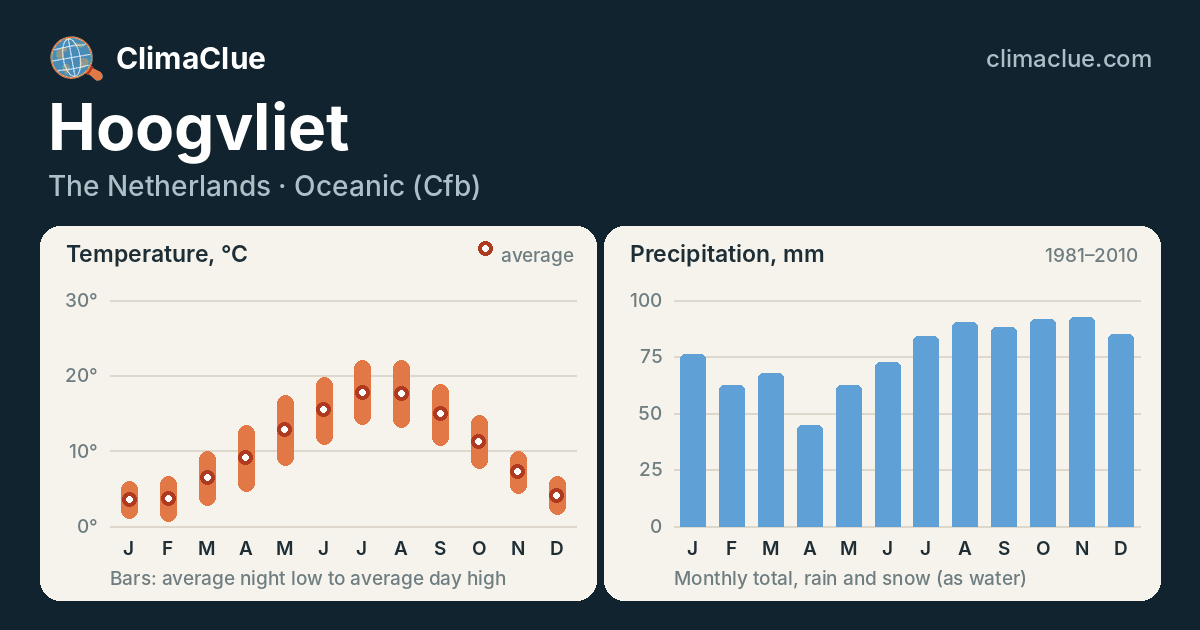 ClimaClue
climaclue.com
Hoogvliet
The Netherlands · Oceanic (Cfb)
Temperature, °C
average
30°
20°
10°
0°
J F M A M J J A S O N D
Bars: average night low to average day high
Precipitation, mm
1981–2010
100
75
50
25
0
J F M A M J J A S O N D
Monthly total, rain and snow (as water)